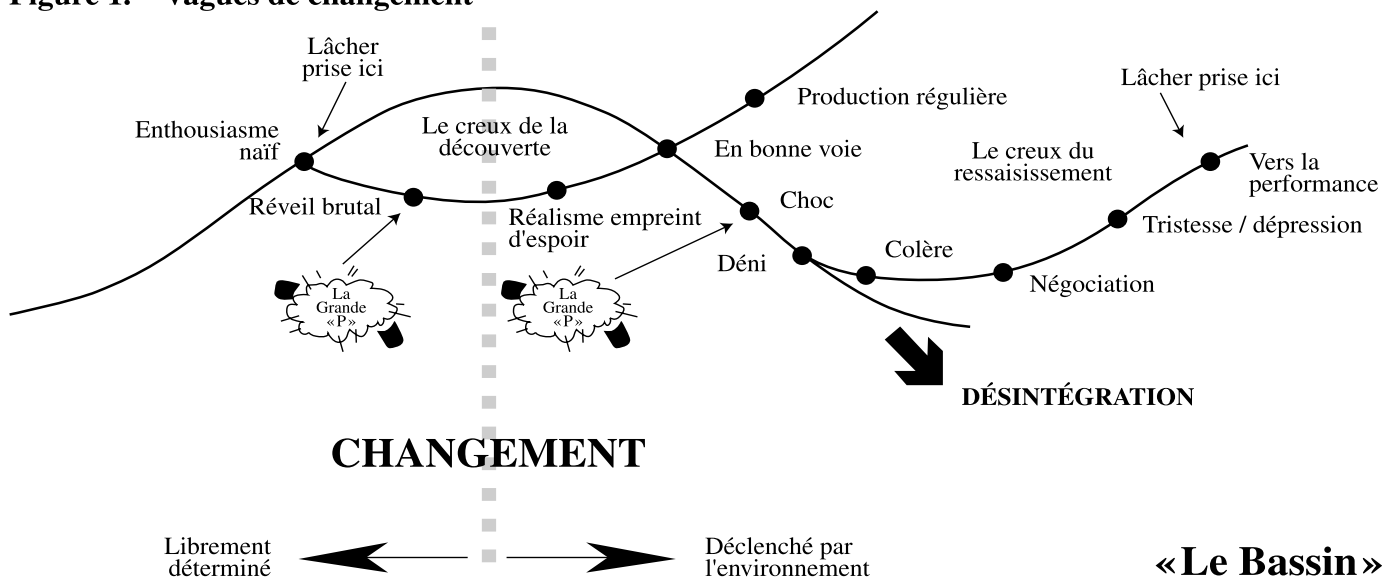 Figure 1. Vagues de changement
Lâcher
prise ici
Enthousiasme
naïf
Le creux de la
découverte
Production régulière
En bonne voie
Lâcher prise ici
Le creux du
ressaisissement
Vers la
performance
Réveil brutal
Réalisme empreint
d'espoir
Choc
Déni
Colère
Négociation
Tristesse / dépression
La
Grande
«P»
La
Grande
«P»
DÉSINTÉGRATION
CHANGEMENT
Librement
déterminé
Déclenché par
l'environnement
«Le Bassin»